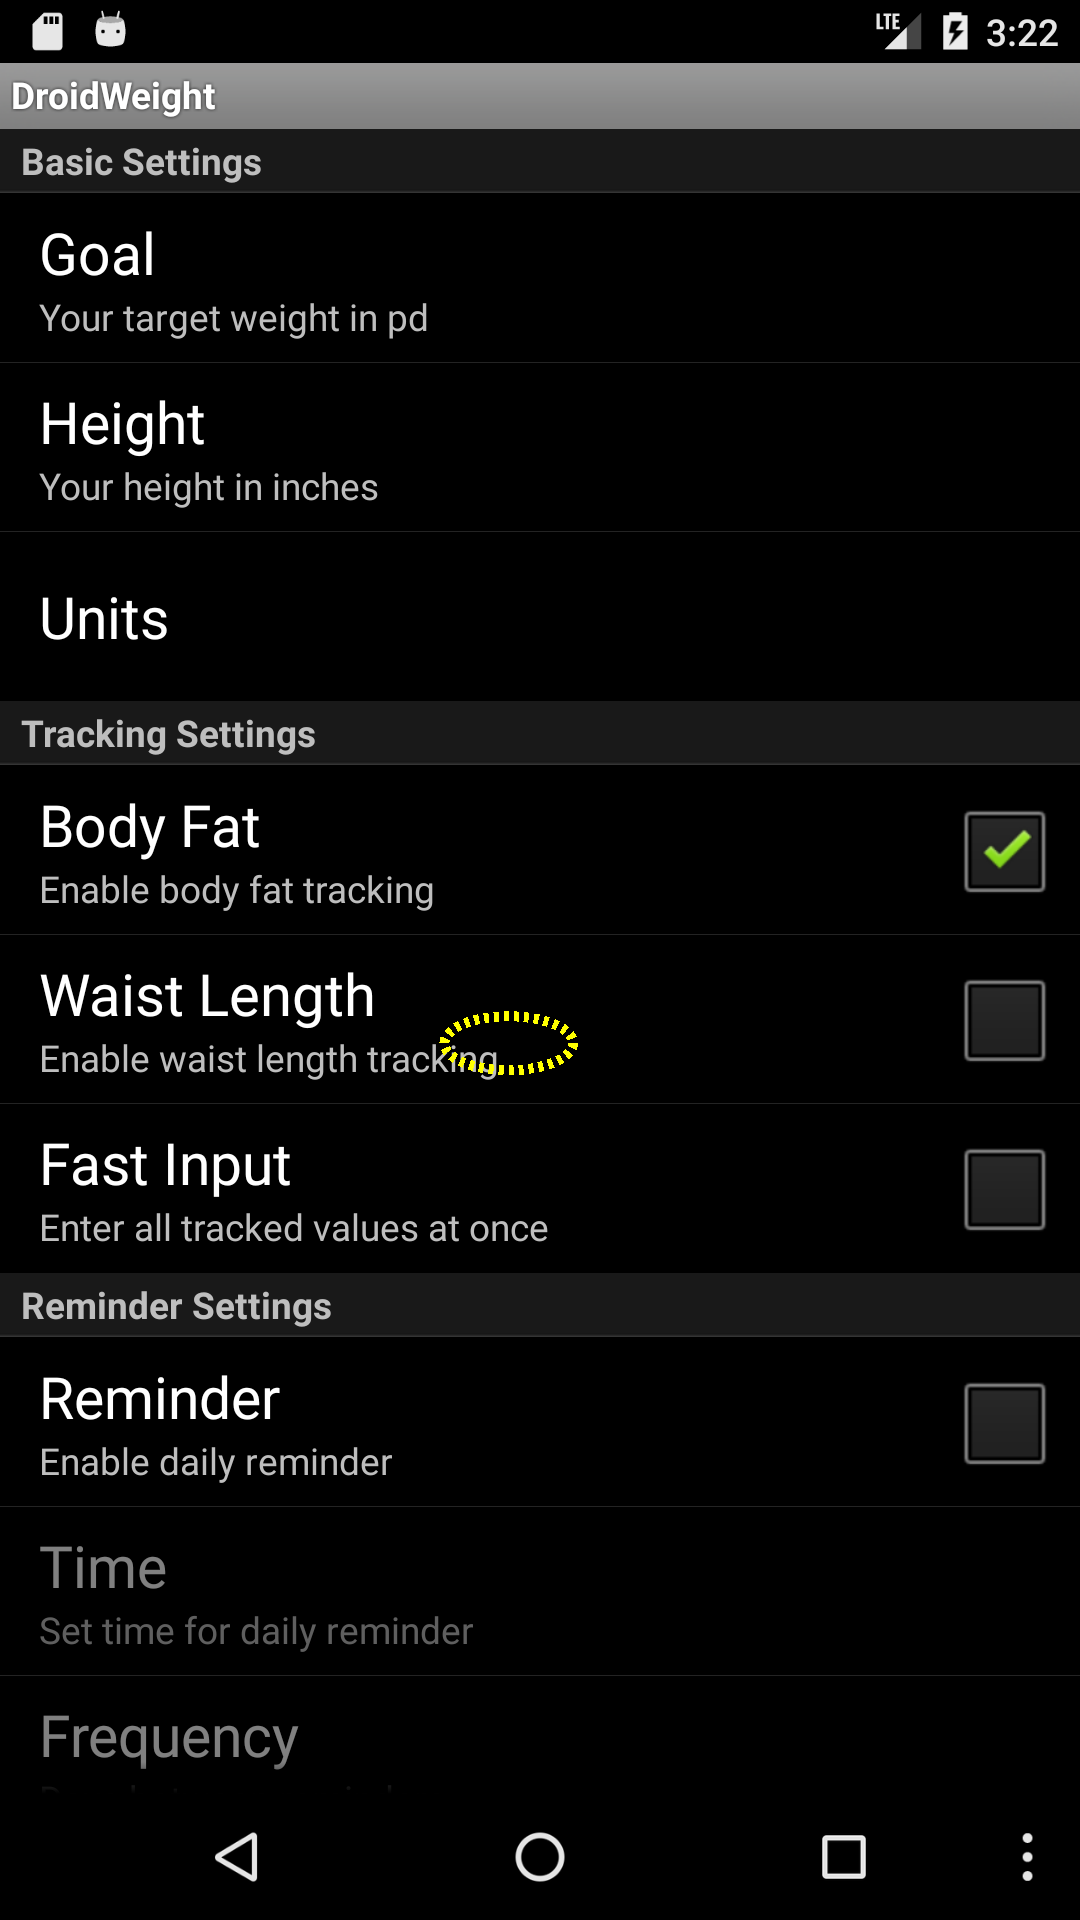 LTE 3:22
DroidWeight
Basic Settings
Goal
Your target weight in pd
Height
Your height in inches
Units
Tracking Settings
Body Fat
Enable body fat tracking
Waist Length
Enable waist length tracking
Fast Input
Enter all tracked values at once
Reminder Settings
Reminder
Enable daily reminder
Time
Set time for daily reminder
Frequency